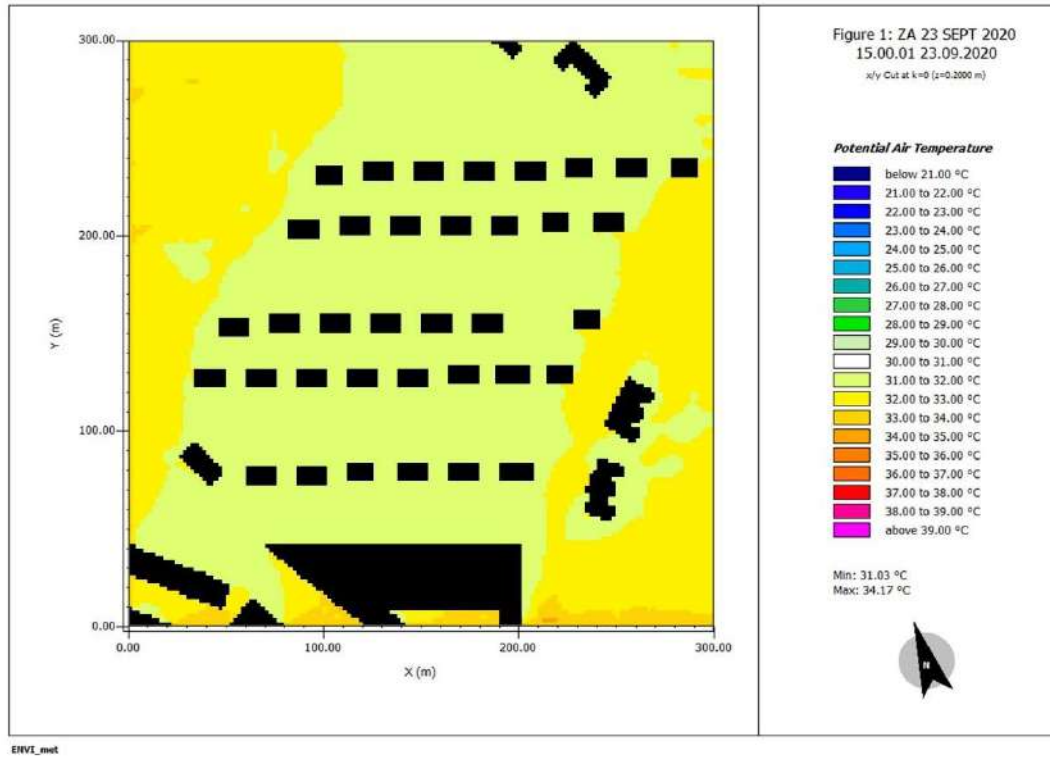 Figure 1: ZA 23 SEPT 2020
15.00.01 23.09.2020
x/y Cut at k=0 (z=0.2000 m)
300.00
200.00
100.00
0.00
Y (m)
0.00 100.00 200.00 300.00
X (m)
Potential Air Temperature
below 21.00 °C
21.00 to 22.00 °C
22.00 to 23.00 °C
23.00 to 24.00 °C
24.00 to 25.00 °C
25.00 to 26.00 °C
26.00 to 27.00 °C
27.00 to 28.00 °C
28.00 to 29.00 °C
29.00 to 30.00 °C
30.00 to 31.00 °C
31.00 to 32.00 °C
32.00 to 33.00 °C
33.00 to 34.00 °C
34.00 to 35.00 °C
35.00 to 36.00 °C
36.00 to 37.00 °C
37.00 to 38.00 °C
38.00 to 39.00 °C
above 39.00 °C
Min: 31.03 °C
Max: 34.17 °C
N
ENVI_met